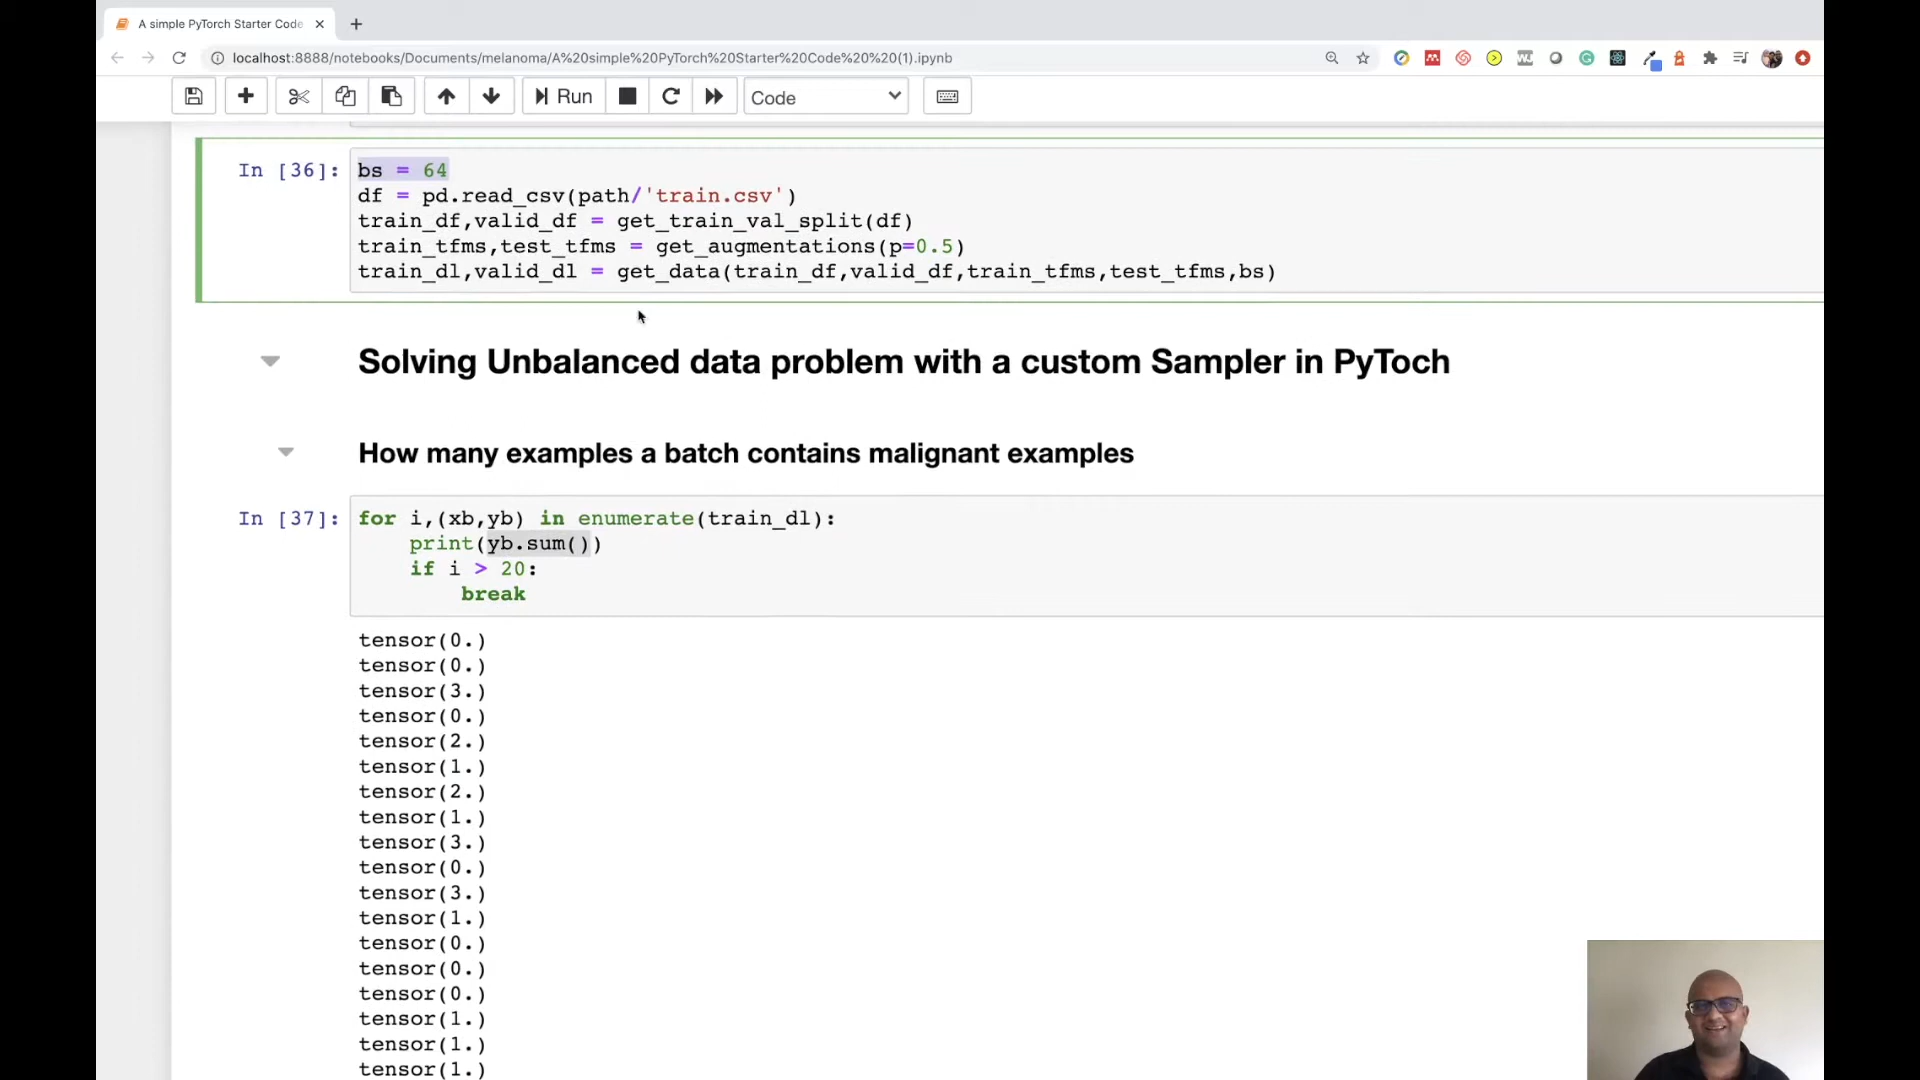 A simple PyTorch Starter Code
localhost:8888/notebooks/Documents/melanoma/A%20simple%20PyTorch%20Starter%20Code%20%20(1).ipynb
Run
Code
In [36]:
bs = 64
df = pd.read_csv(path/'train.csv')
train_df,valid_df = get_train_val_split(df)
train_tfms,test_tfms = get_augmentations(p=0.5)
train_dl,valid_dl = get_data(train_df,valid_df,train_tfms,test_tfms,bs)
Solving Unbalanced data problem with a custom Sampler in PyToch
How many examples a batch contains malignant examples
In [37]:
for i,(xb,yb) in enumerate(train_dl):
print(yb.sum())
if i > 20:
break
tensor(0.)
tensor(0.)
tensor(3.)
tensor(0.)
tensor(2.)
tensor(1.)
tensor(2.)
tensor(1.)
tensor(3.)
tensor(0.)
tensor(3.)
tensor(1.)
tensor(0.)
tensor(0.)
tensor(0.)
tensor(1.)
tensor(1.)
tensor(1.)